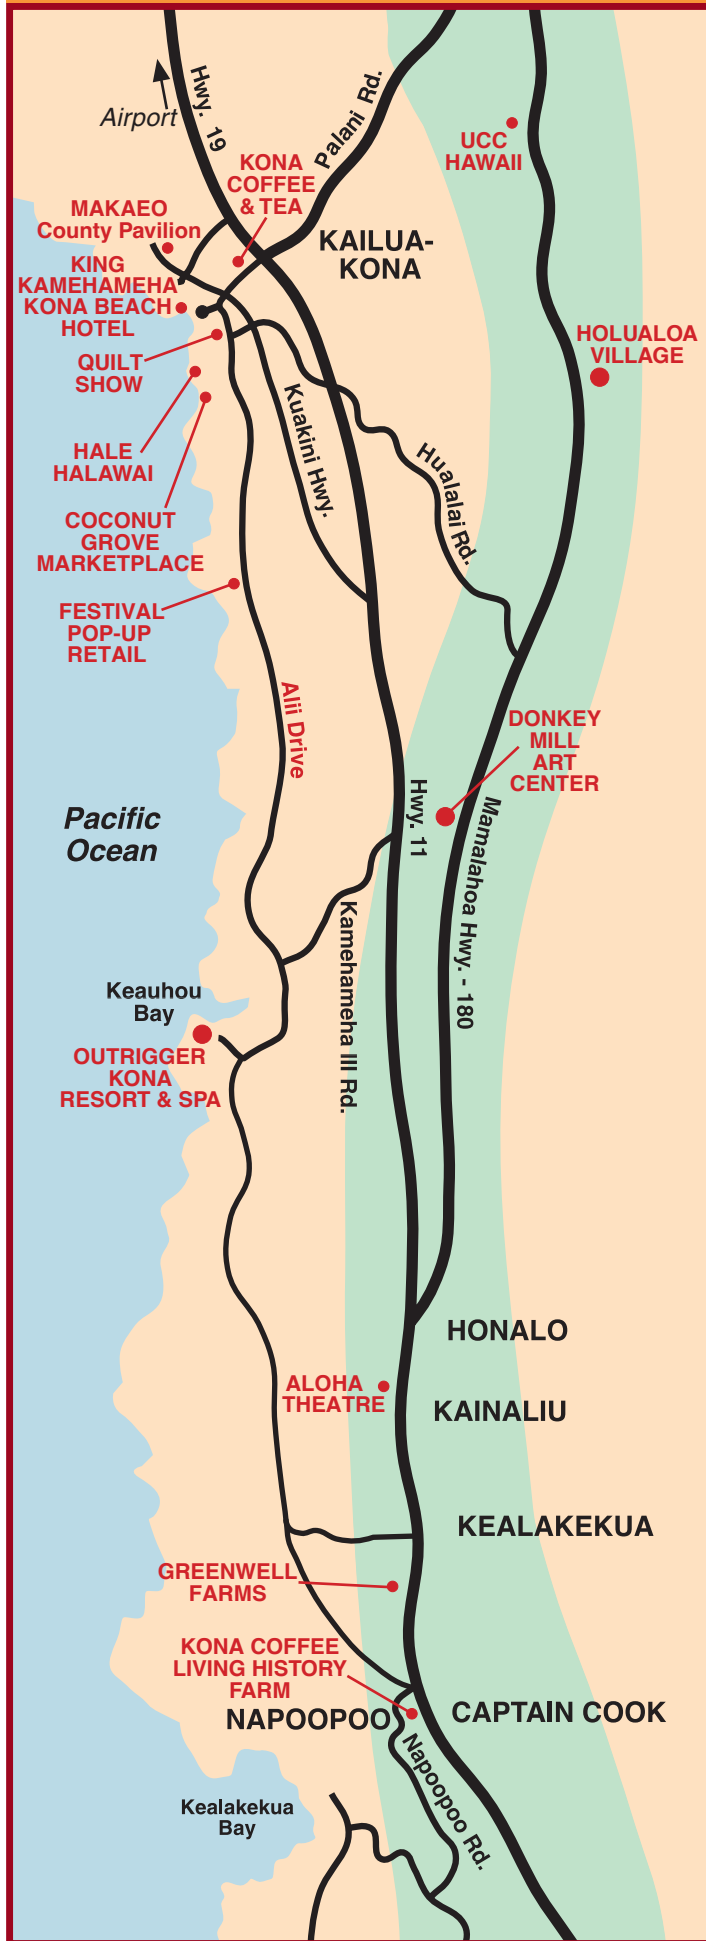 Hwy. 19
Airport
Palani Rd.
UCC
HAWAII
KONA
COFFEE
& TEA
MAKAEO
County Pavilion
KAILUA-
KONA
KING
KAMEHAMEHA
KONA BEACH
HOTEL
HOLUALOA
VILLAGE
QUILT
SHOW
Kuakini Hwy.
Hualalai Rd.
HALE
HALAWAI
COCONUT
GROVE
MARKETPLACE
FESTIVAL
POP-UP
RETAIL
Alii Drive
DONKEY
MILL
ART
CENTER
Pacific
Ocean
Hwy. 11
Mamalahoa Hwy. - 180
Kamehameha III Rd.
Keauhou
Bay
OUTRIGGER
KONA
RESORT & SPA
HONALO
ALOHA
THEATRE
KAINALIU
KEALAKEKUA
GREENWELL
FARMS
KONA COFFEE
LIVING HISTORY
FARM
NAPOOPOO
CAPTAIN COOK
Napoopoo Rd.
Kealakekua
Bay